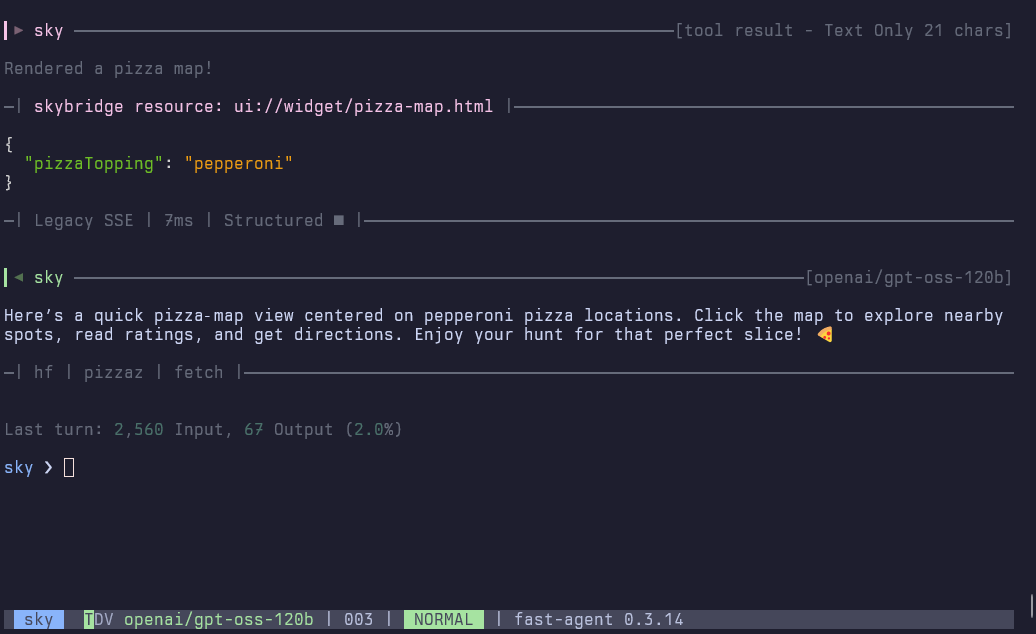 ▶ sky [tool result - Text Only 21 chars]
Rendered a pizza map!
| skybridge resource: ui://widget/pizza-map.html |
{
"pizzaTopping": "pepperoni"
}
| Legacy SSE | 7ms | Structured ■ |
◀ sky [openai/gpt-oss-120b]
Here’s a quick pizza‑map view centered on pepperoni pizza locations. Click the map to explore nearby
spots, read ratings, and get directions. Enjoy your hunt for that perfect slice! 🍕
| hf | pizzaz | fetch |
Last turn: 2,560 Input, 67 Output (2.0%)
sky ❯
sky TDV openai/gpt-oss-120b | 003 | NORMAL | fast-agent 0.3.14